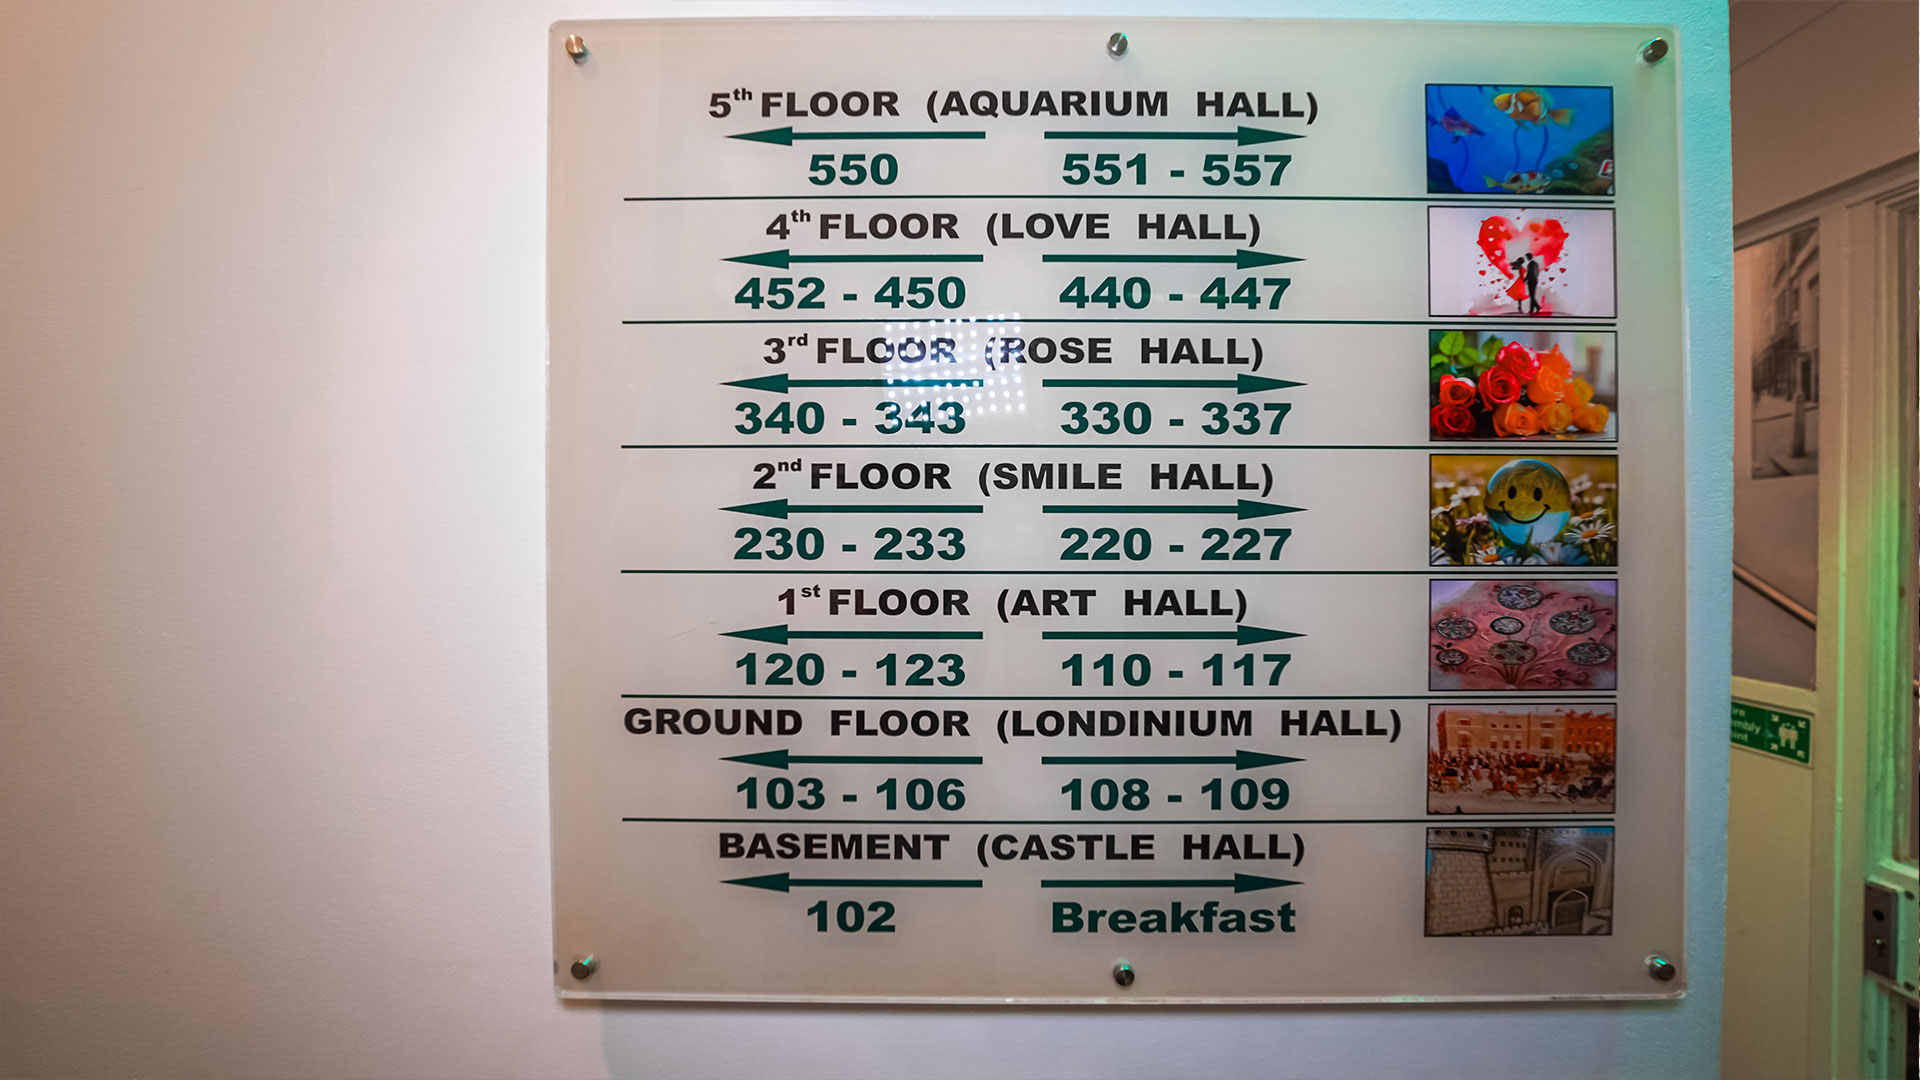 5th FLOOR (AQUARIUM HALL)
550 551 - 557
4th FLOOR (LOVE HALL)
452 - 450 440 - 447
3rd FLOOR (ROSE HALL)
340 - 343 330 - 337
2nd FLOOR (SMILE HALL)
230 - 233 220 - 227
1st FLOOR (ART HALL)
120 - 123 110 - 117
GROUND FLOOR (LONDINIUM HALL)
103 - 106 108 - 109
BASEMENT (CASTLE HALL)
102 Breakfast